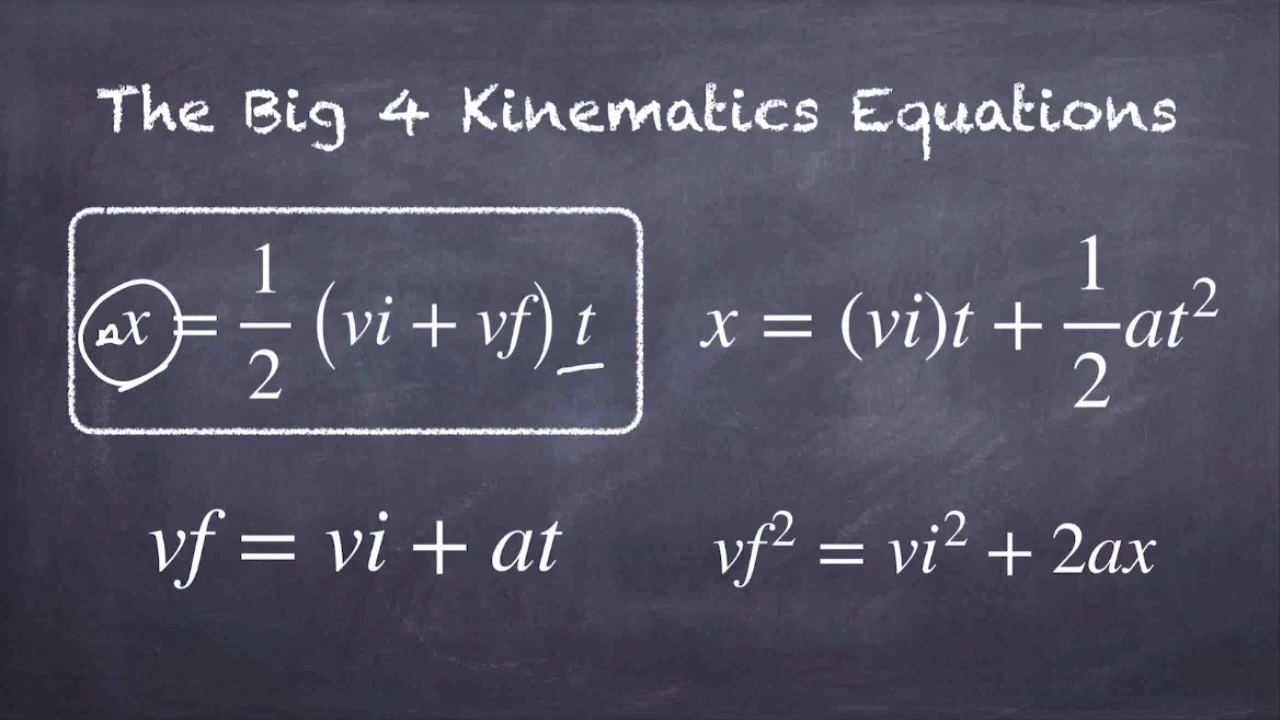 The Big 4 Kinematics Equations
△x = 1/2 (vi + vf) t
x = (vi)t + 1/2 at²
vf = vi + at
vf² = vi² + 2ax